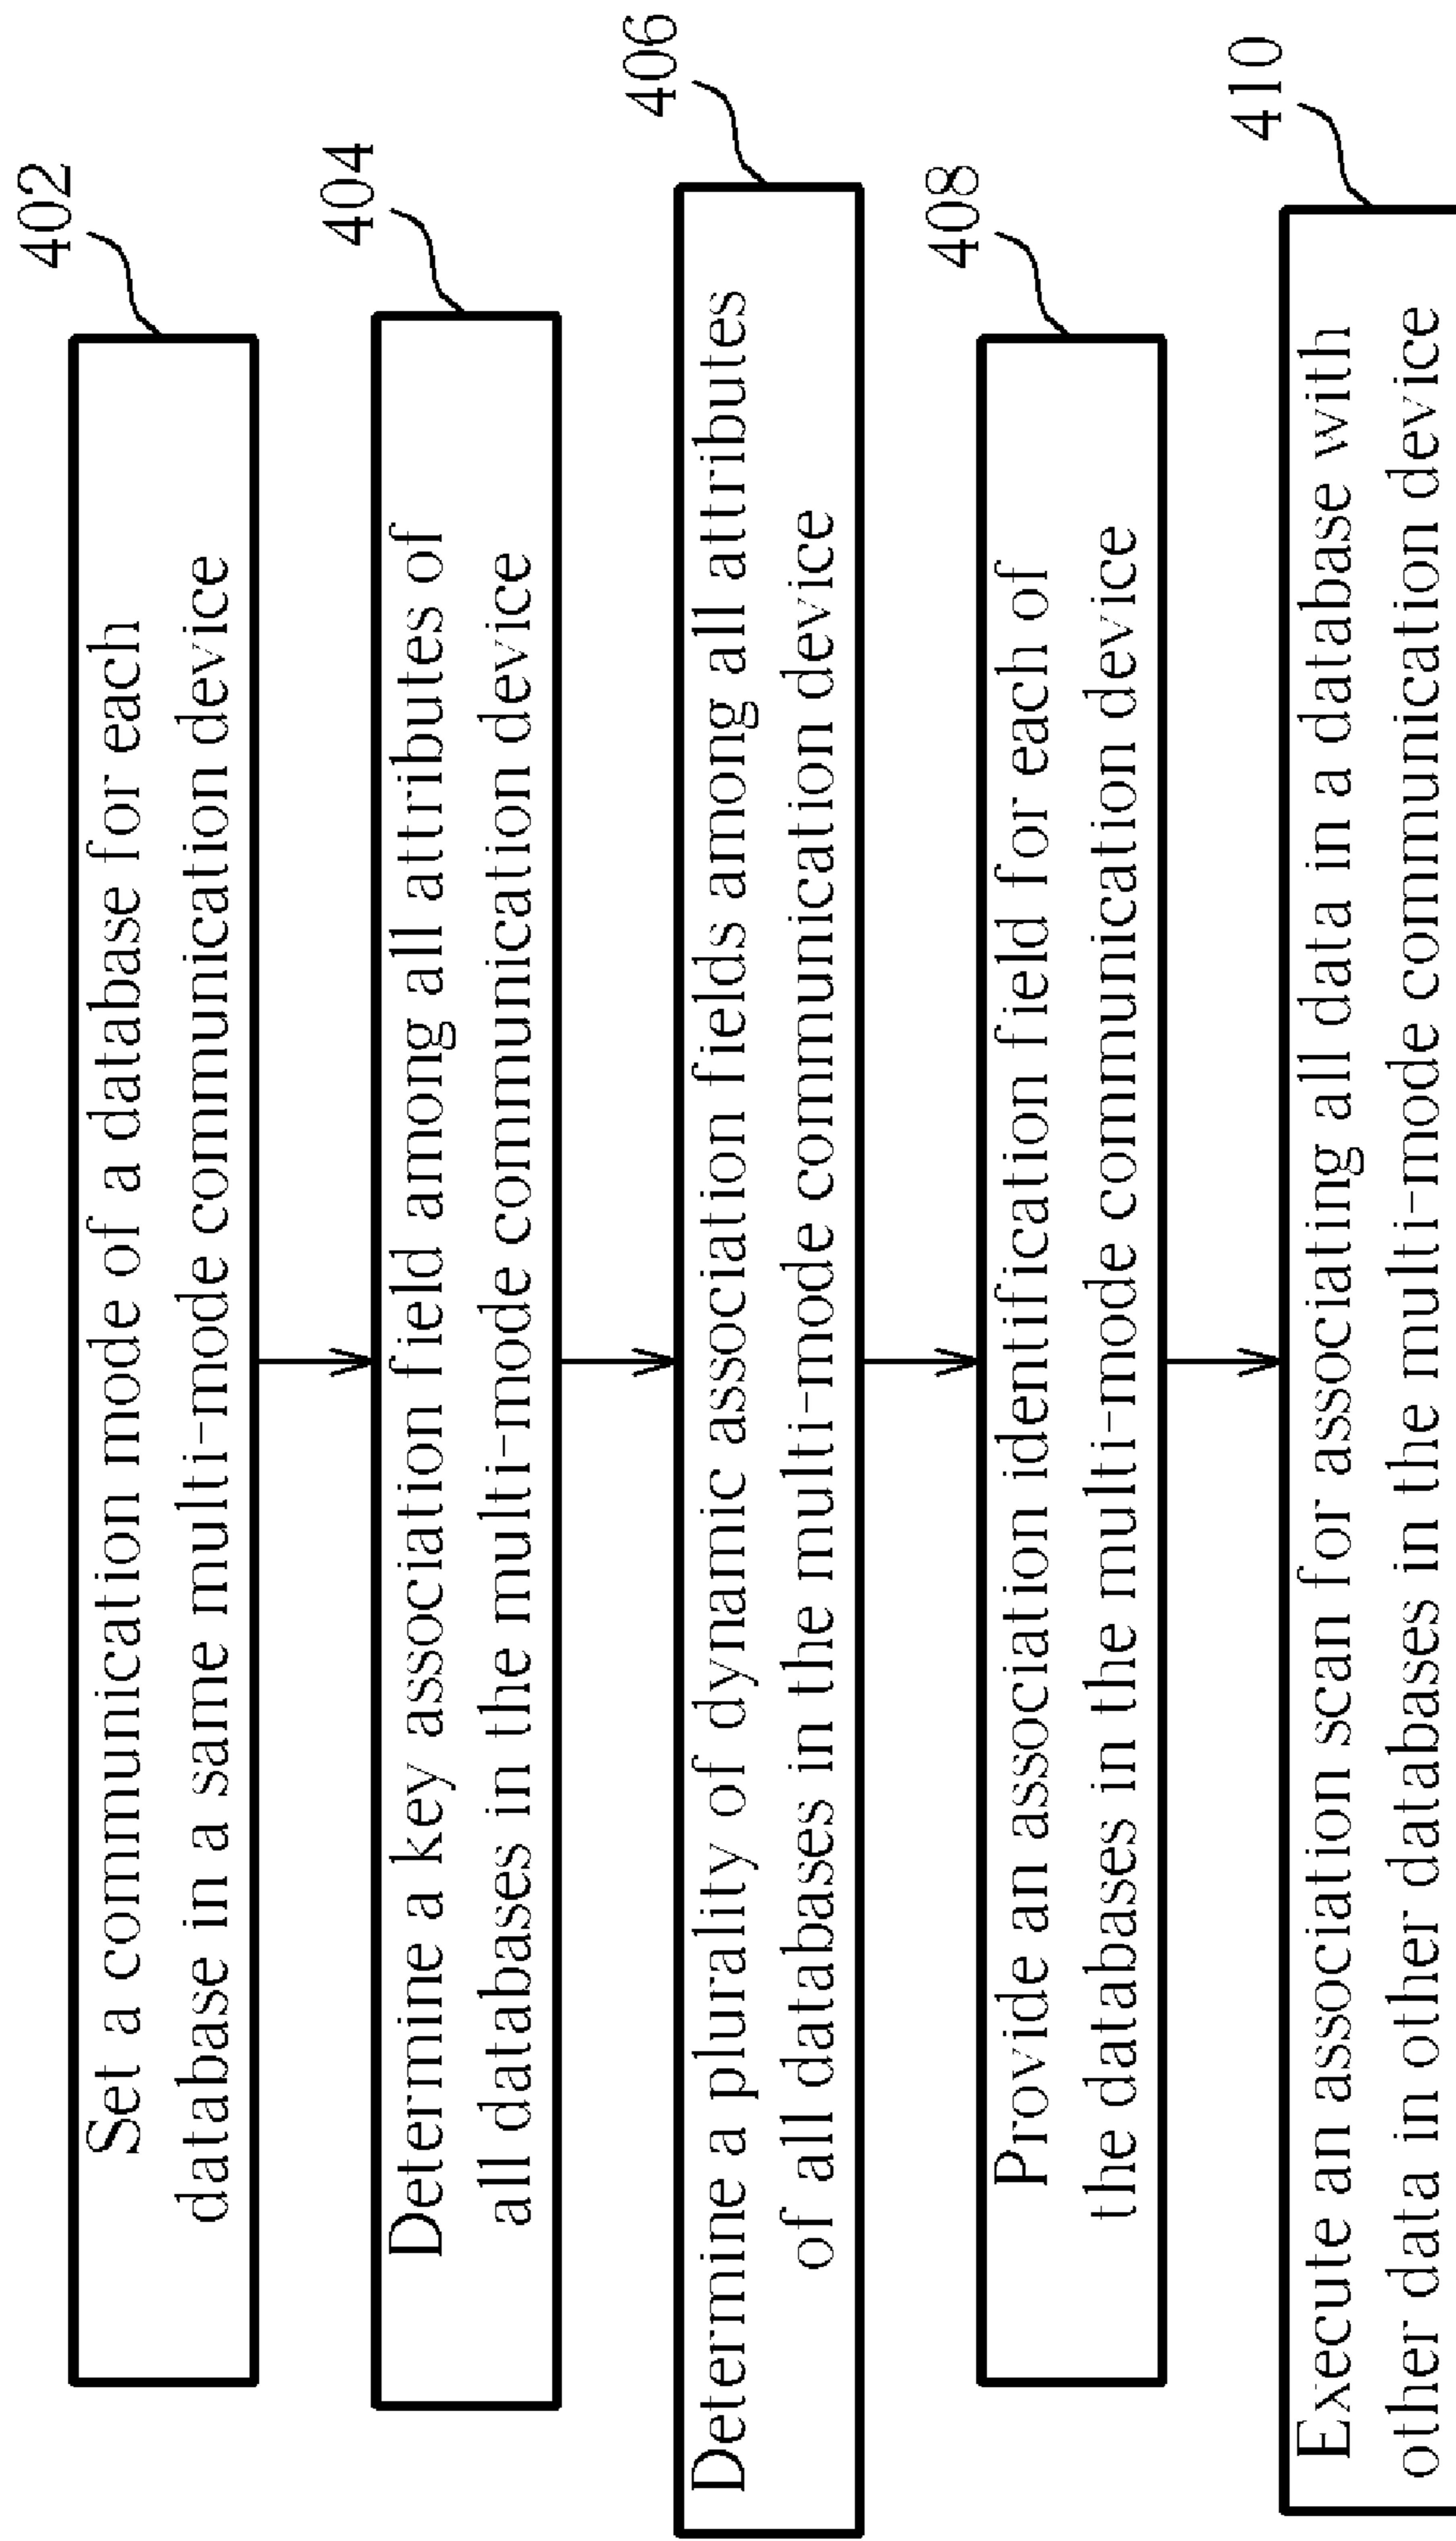 402
Set a communication mode of a database for each
database in a same multi-mode communication device
404
Determine a key association field among all attributes of
all databases in the multi-mode communication device
406
Determine a plurality of dynamic association fields among all attributes
of all databases in the multi-mode communication device
408
Provide an association identification field for each of
the databases in the multi-mode communication device
410
Execute an association scan for associating all data in a database with
other data in other databases in the multi-mode communication device